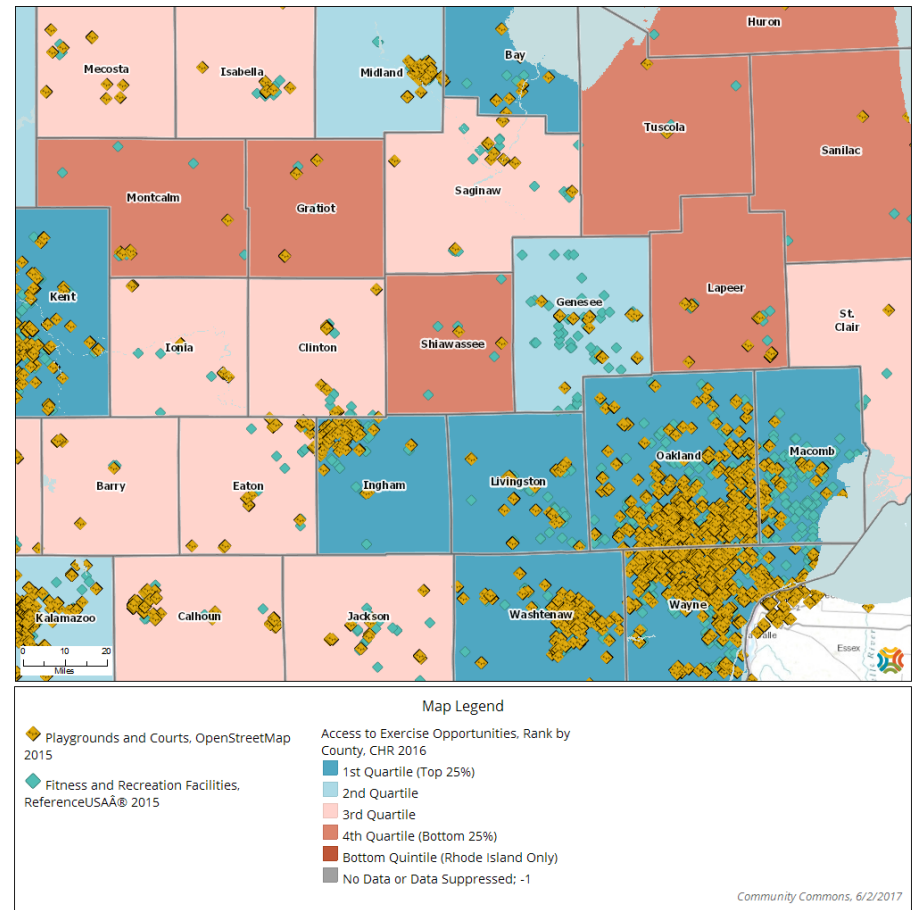 Huron
Bay
Mecosta
Isabella
Midland
Tuscola
Sanilac
Saginaw
Montcalm
Gratiot
Kent
Genesee
Lapeer
St.
Clair
Ionia
Clinton
Shiawassee
Oakland
Macomb
Barry
Eaton
Ingham
Livingston
Kalamazoo
Calhoun
Jackson
Washtenaw
Wayne
Essex
0 10 20
Miles
Map Legend
Playgrounds and Courts, OpenStreetMap
2015
Fitness and Recreation Facilities,
ReferenceUSAÂ® 2015
Access to Exercise Opportunities, Rank by
County, CHR 2016
1st Quartile (Top 25%)
2nd Quartile
3rd Quartile
4th Quartile (Bottom 25%)
Bottom Quintile (Rhode Island Only)
No Data or Data Suppressed; -1
Community Commons, 6/2/2017